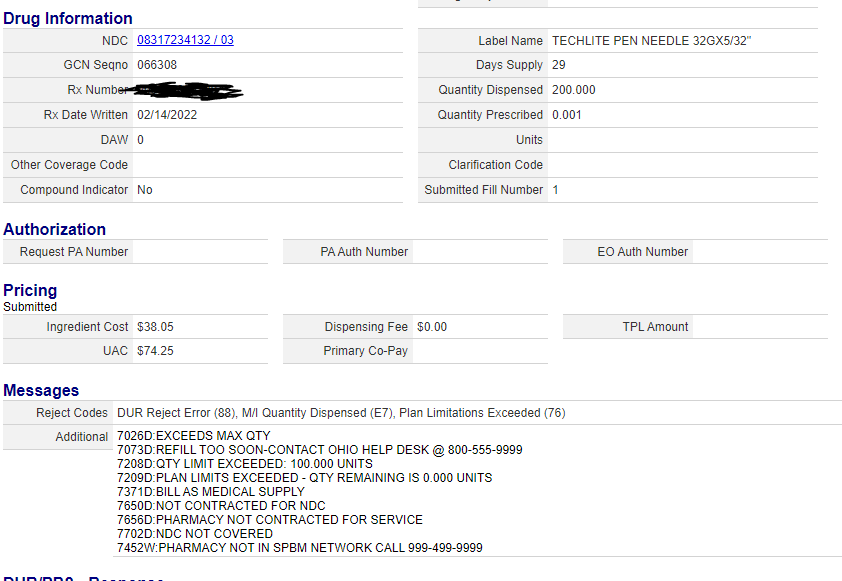 Drug Information
NDC 08317234132 / 03
Label Name TECHLITE PEN NEEDLE 32GX5/32"
GCN Seqno 066308
Days Supply 29
Rx Number
Quantity Dispensed 200.000
Rx Date Written 02/14/2022
Quantity Prescribed 0.001
DAW 0
Units
Other Coverage Code
Clarification Code
Compound Indicator No
Submitted Fill Number 1
Authorization
Request PA Number
PA Auth Number
EO Auth Number
Pricing
Submitted
Ingredient Cost $38.05
Dispensing Fee $0.00
TPL Amount
UAC $74.25
Primary Co-Pay
Messages
Reject Codes DUR Reject Error (88), M/I Quantity Dispensed (E7), Plan Limitations Exceeded (76)
Additional 7026D:EXCEEDS MAX QTY
7073D:REFILL TOO SOON-CONTACT OHIO HELP DESK @ 800-555-9999
7208D:QTY LIMIT EXCEEDED: 100.000 UNITS
7209D:PLAN LIMITS EXCEEDED - QTY REMAINING IS 0.000 UNITS
7371D:BILL AS MEDICAL SUPPLY
7650D:NOT CONTRACTED FOR NDC
7656D:PHARMACY NOT CONTRACTED FOR SERVICE
7702D:NDC NOT COVERED
7452W:PHARMACY NOT IN SPBM NETWORK CALL 999-499-9999